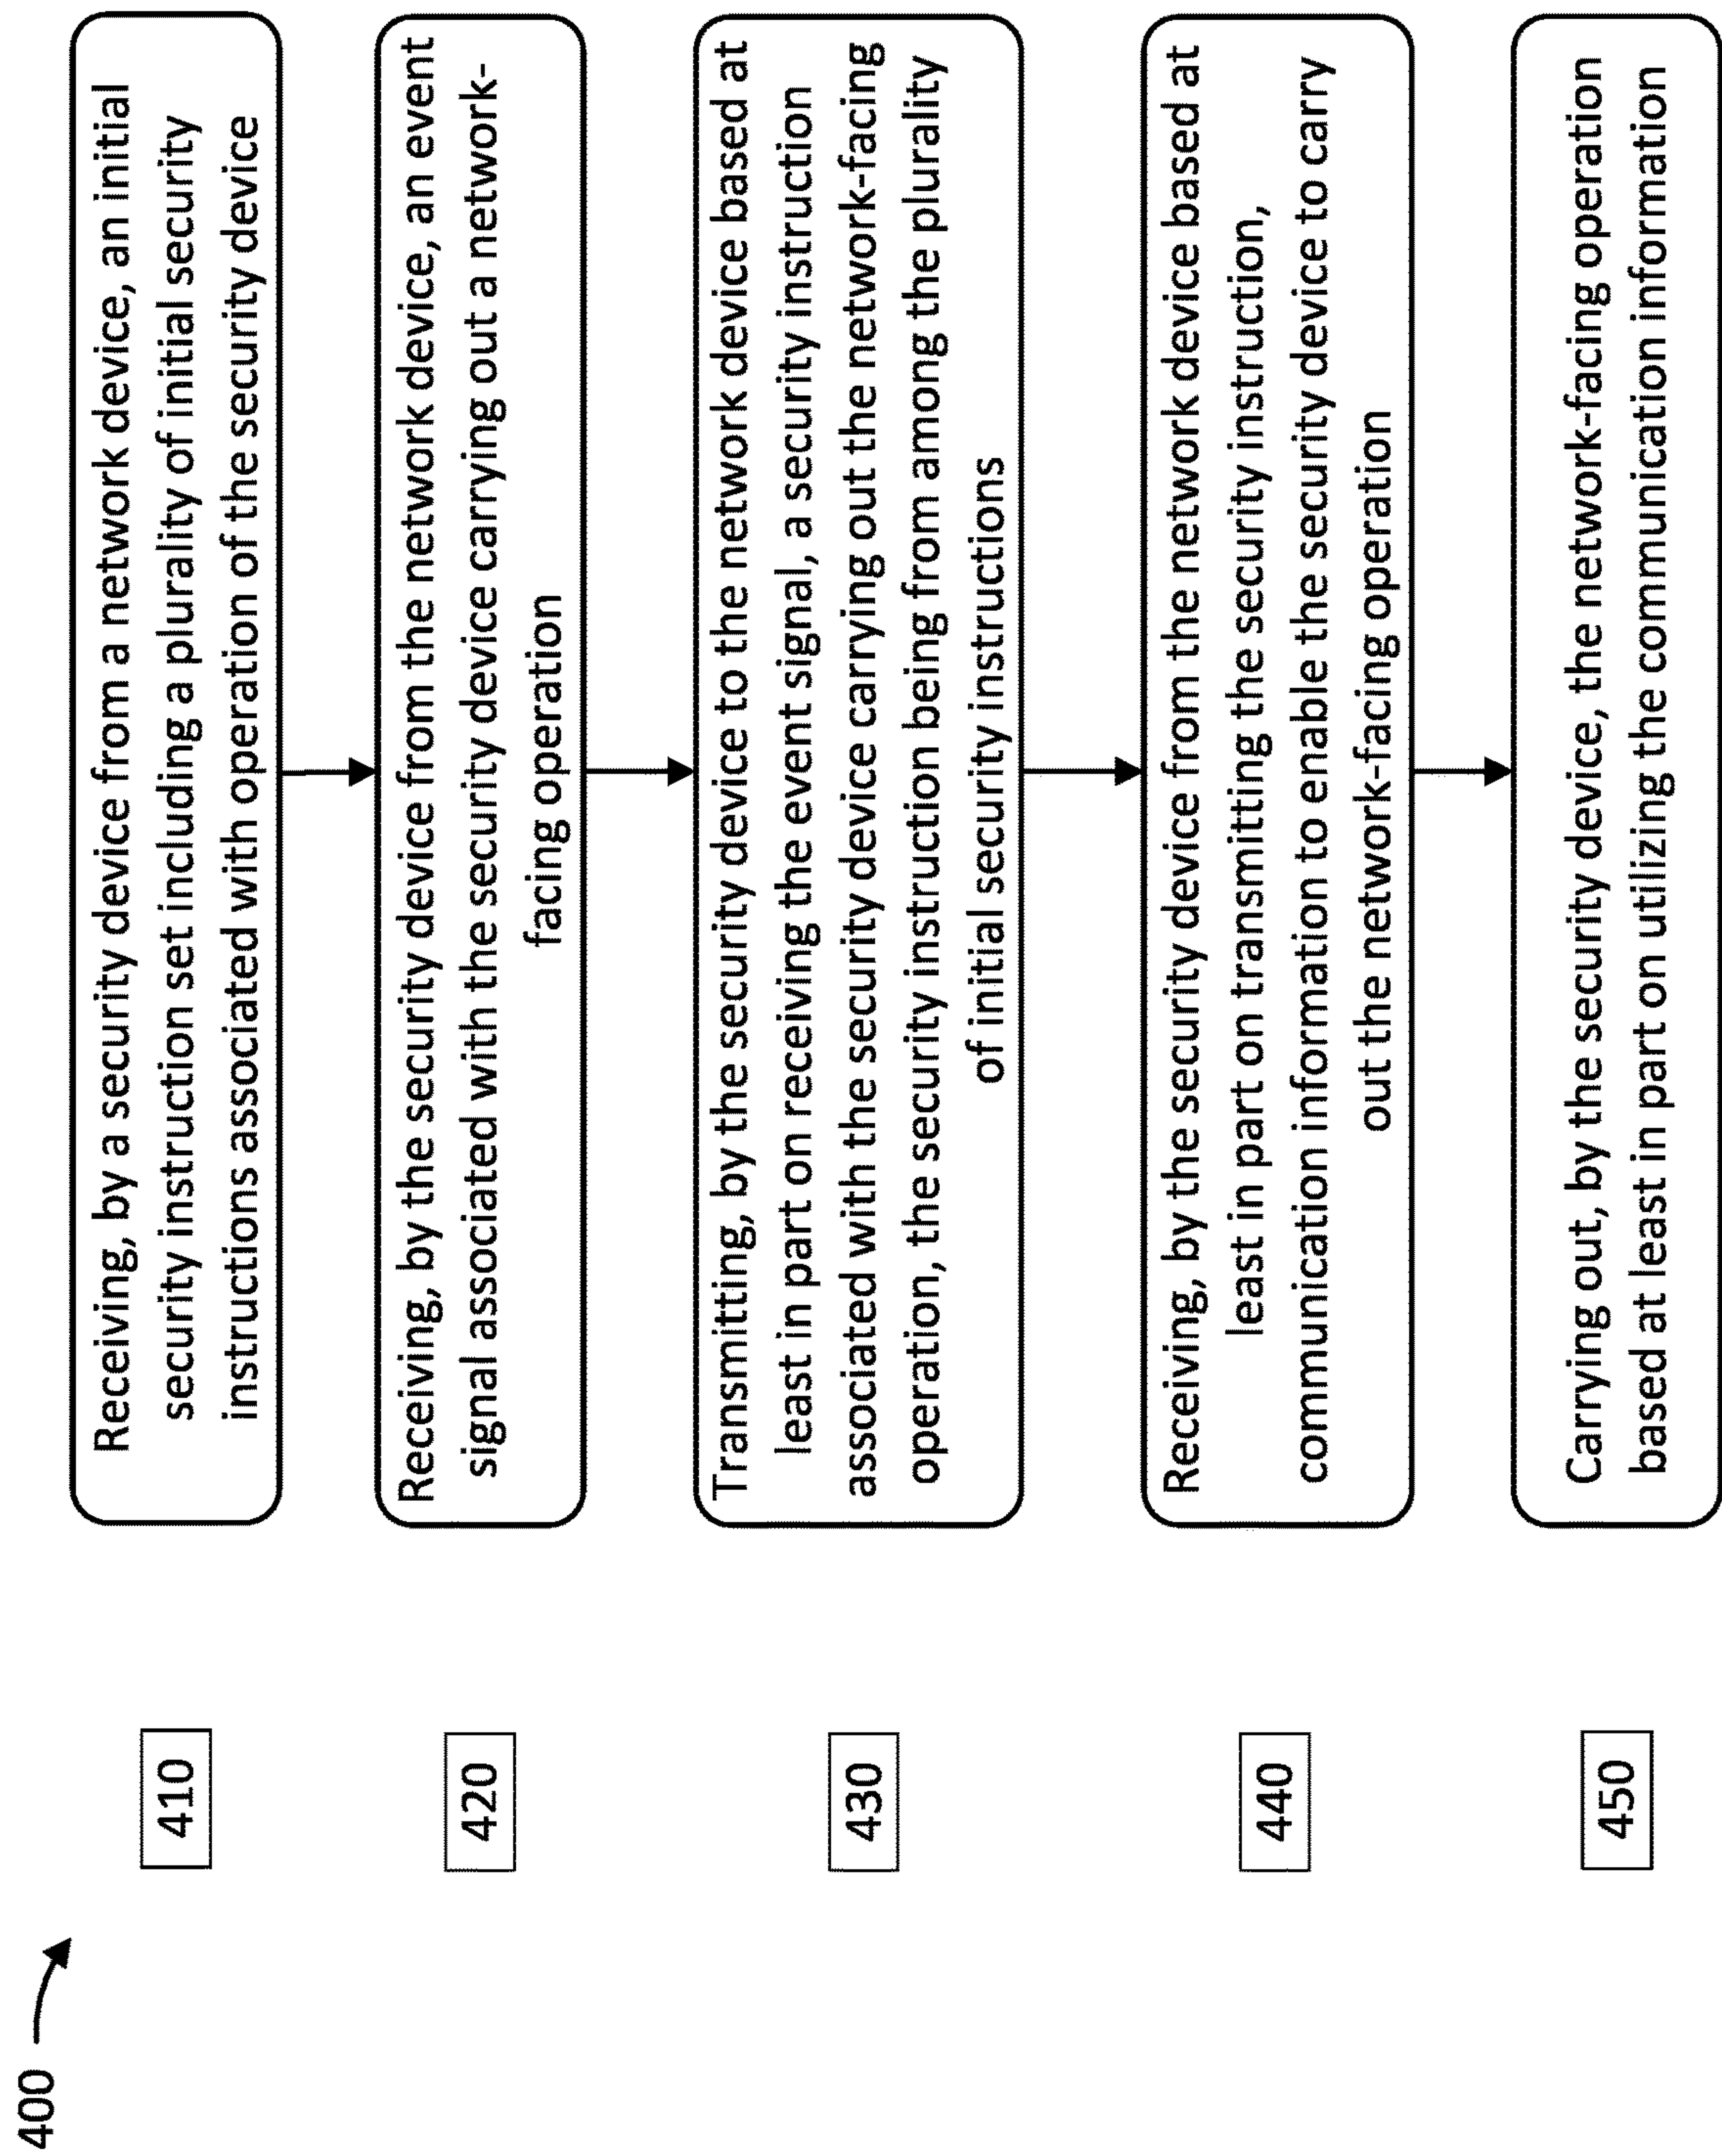 400
410
Receiving, by a security device from a network device, an initial
security instruction set including a plurality of initial security
instructions associated with operation of the security device
420
Receiving, by the security device from the network device, an event
signal associated with the security device carrying out a network-
facing operation
430
Transmitting, by the security device to the network device based at
least in part on receiving the event signal, a security instruction
associated with the security device carrying out the network-facing
operation, the security instruction being from among the plurality
of initial security instructions
440
Receiving, by the security device from the network device based at
least in part on transmitting the security instruction,
communication information to enable the security device to carry
out the network-facing operation
450
Carrying out, by the security device, the network-facing operation
based at least in part on utilizing the communication information